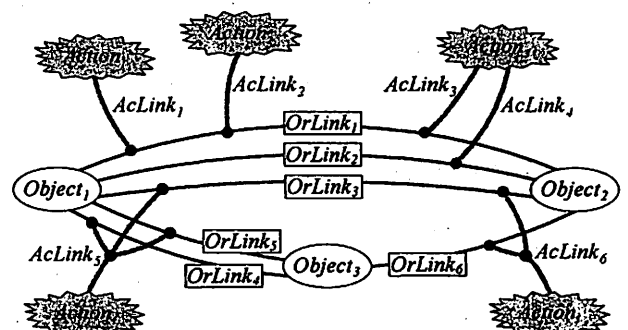 Action
Action
Action
AcLink₁
AcLink₂
AcLink₃
AcLink₄
OrLink₁
OrLink₂
Object₁
OrLink₃
Object₂
AcLink₅
OrLink₅
OrLink₄
Object₃
OrLink₆
AcLink₆
Action
Action